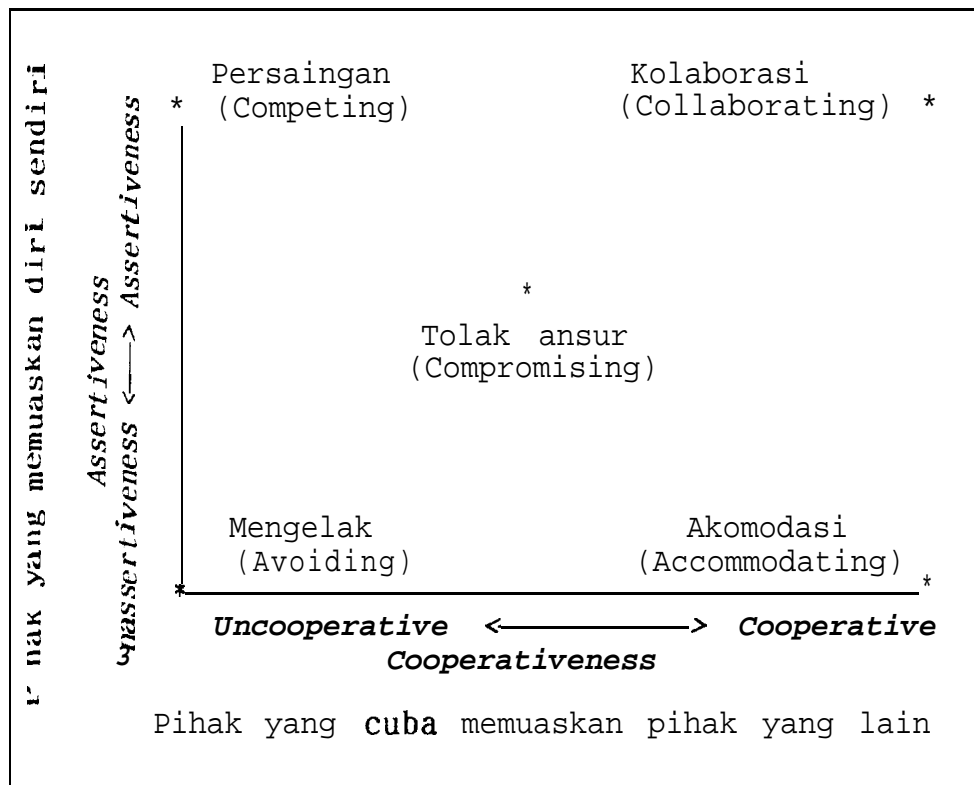 Persaingan
(Competing)
Kolaborasi
(Collaborating)
*
*
*
Tolak ansur
(Compromising)
Mengelak
(Avoiding)
Akomodasi
(Accommodating)
*
*
Uncooperative <——> Cooperative
Cooperativeness
Pihak yang cuba memuaskan pihak yang lain
yang memuaskan diri sendiri
Assertiveness
<——> Assertiveness